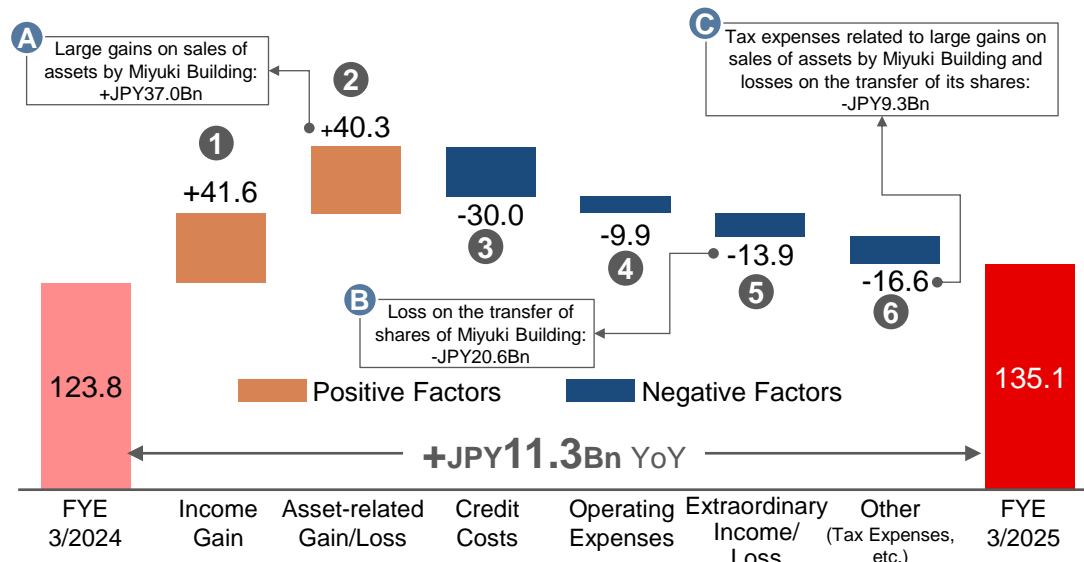 A
Large gains on sales of
assets by Miyuki Building:
+JPY37.0Bn
C
Tax expenses related to large gains on
sales of assets by Miyuki Building and
losses on the transfer of its shares:
-JPY9.3Bn
1
+41.6
2
+40.3
-30.0
3
-9.9
4
-13.9
5
-16.6
6
B
Loss on the transfer of
shares of Miyuki Building:
-JPY20.6Bn
123.8
135.1
Positive Factors
Negative Factors
+JPY11.3Bn YoY
FYE
3/2024
Income
Gain
Asset-related
Gain/Loss
Credit
Costs
Operating
Expenses
Extraordinary
Income/
Loss
Other
(Tax Expenses,
etc.)
FYE
3/2025